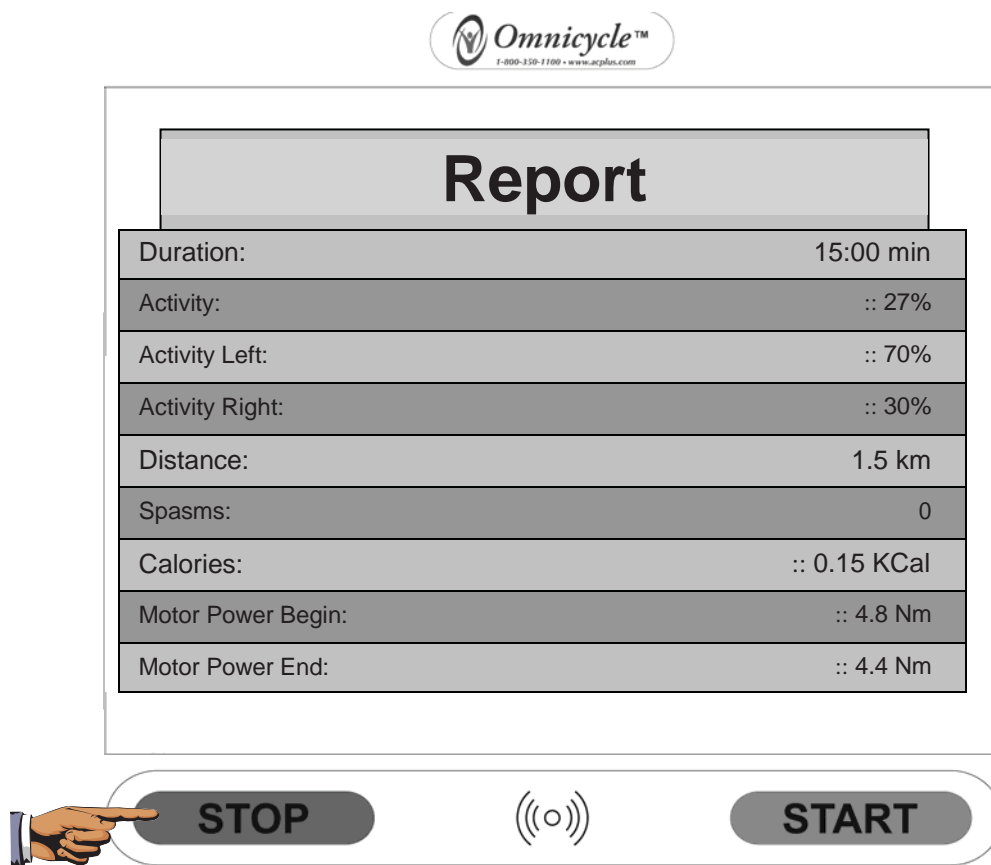 Omnicycle™
1-800-350-1100 • www.acplus.com
Report
Duration: 15:00 min
Activity: :: 27%
Activity Left: :: 70%
Activity Right: :: 30%
Distance: 1.5 km
Spasms: 0
Calories: :: 0.15 KCal
Motor Power Begin: :: 4.8 Nm
Motor Power End: :: 4.4 Nm
STOP START